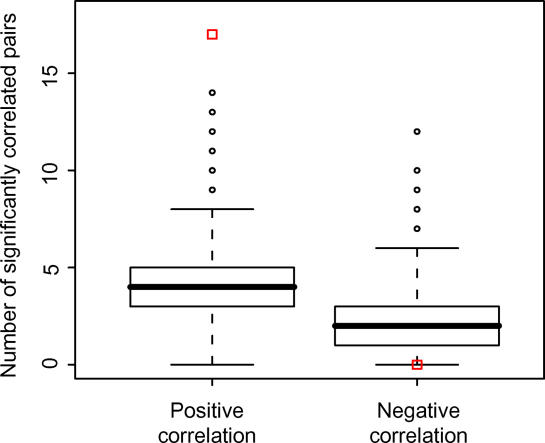 Number of significantly correlated pairs
15
10
5
0
Positive
correlation
Negative
correlation